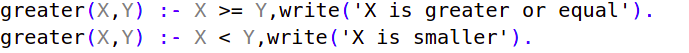 greater(X,Y) :- X >= Y,write('X is greater or equal').
greater(X,Y) :- X < Y,write('X is smaller').